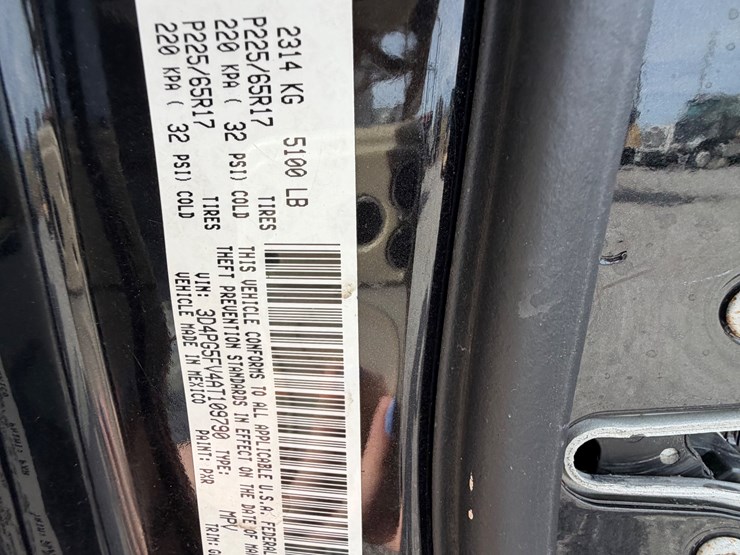 2314 KG 5100 LB
P225/65R17 TIRES
220 KPA ( 32 PSI) COLD
P225/65R17 TIRES
220 KPA ( 32 PSI) COLD
THIS VEHICLE CONFORMS TO ALL APPLICABLE U.S.A. FEDERAL
THEFT PREVENTION STANDARDS IN EFFECT ON THE DATE OF MA
VIN: 3D4PG5FV4AT109790 TYPE: MPV
VEHICLE MADE IN MEXICO PAINT: PXR TRIM: G